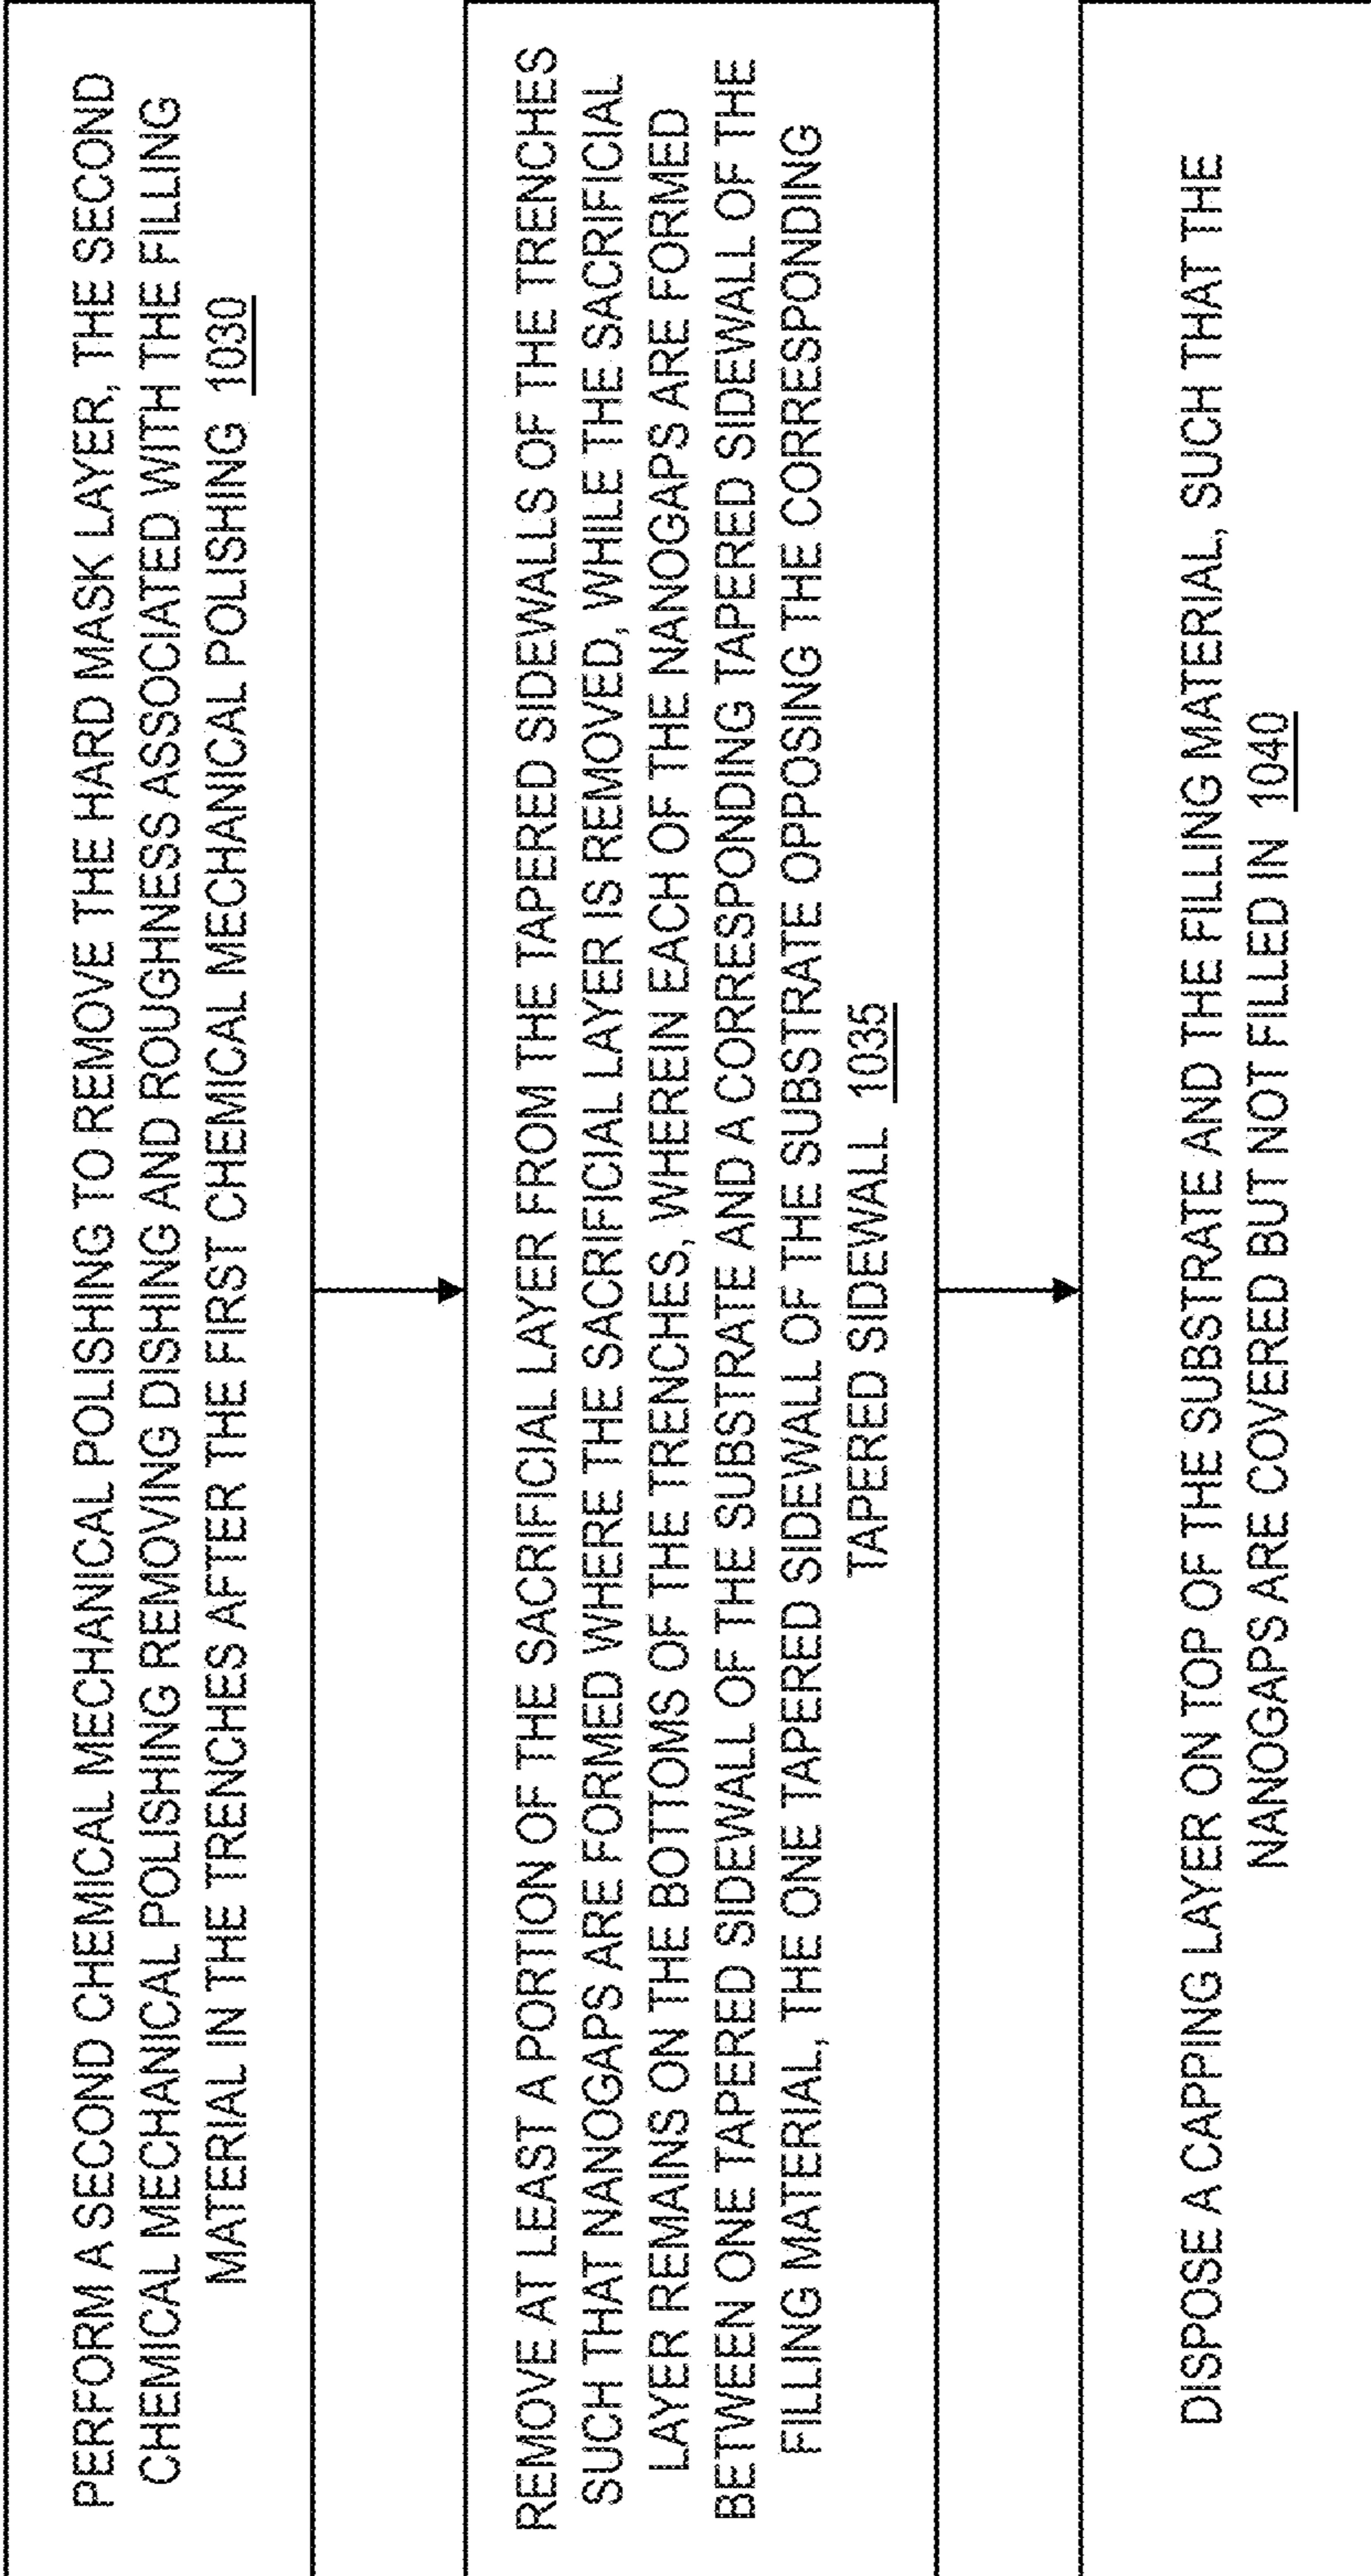 PERFORM A SECOND CHEMICAL MECHANICAL POLISHING TO REMOVE THE HARD MASK LAYER, THE SECOND
CHEMICAL MECHANICAL POLISHING REMOVING DISHING AND ROUGHNESS ASSOCIATED WITH THE FILLING
MATERIAL IN THE TRENCHES AFTER THE FIRST CHEMICAL MECHANICAL POLISHING 1030
REMOVE AT LEAST A PORTION OF THE SACRIFICIAL LAYER FROM THE TAPERED SIDEWALLS OF THE TRENCHES
SUCH THAT NANOGAPS ARE FORMED WHERE THE SACRIFICIAL LAYER IS REMOVED, WHILE THE SACRIFICIAL
LAYER REMAINS ON THE BOTTOMS OF THE TRENCHES, WHEREIN EACH OF THE NANOGAPS ARE FORMED
BETWEEN ONE TAPERED SIDEWALL OF THE SUBSTRATE AND A CORRESPONDING TAPERED SIDEWALL OF THE
FILLING MATERIAL, THE ONE TAPERED SIDEWALL OF THE SUBSTRATE OPPOSING THE CORRESPONDING
TAPERED SIDEWALL 1035
DISPOSE A CAPPING LAYER ON TOP OF THE SUBSTRATE AND THE FILLING MATERIAL, SUCH THAT THE
NANOGAPS ARE COVERED BUT NOT FILLED IN 1040